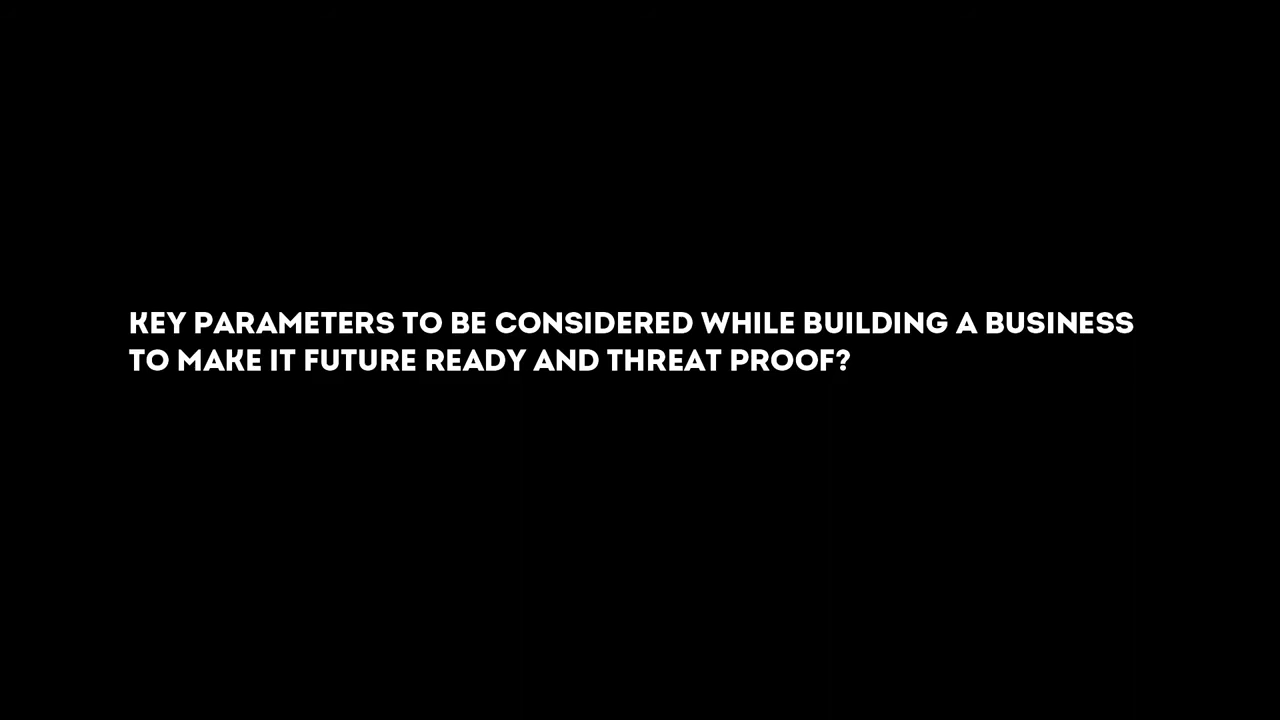 KEY PARAMETERS TO BE CONSIDERED WHILE BUILDING A BUSINESS
TO MAKE IT FUTURE READY AND THREAT PROOF?